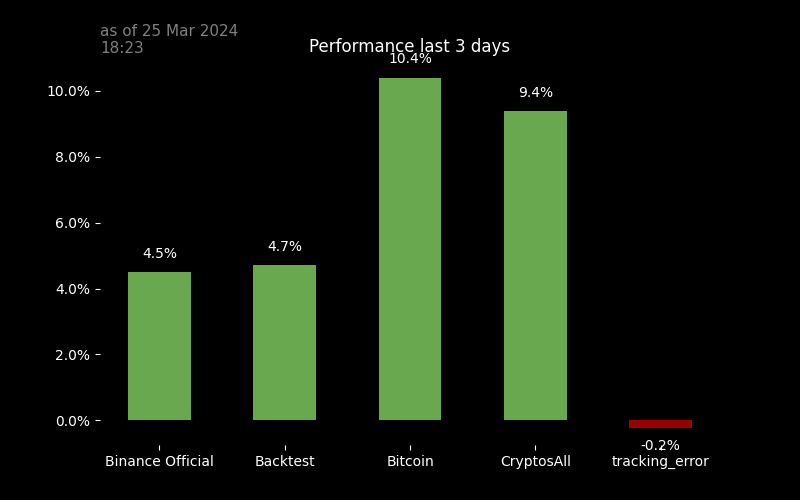 as of 25 Mar 2024
18:23
Performance last 3 days
10.4%
10.0%
9.4%
8.0%
6.0%
4.7%
4.5%
4.0%
2.0%
0.0%
-0.2%
Binance Official
Backtest
Bitcoin
CryptosAll
tracking_error